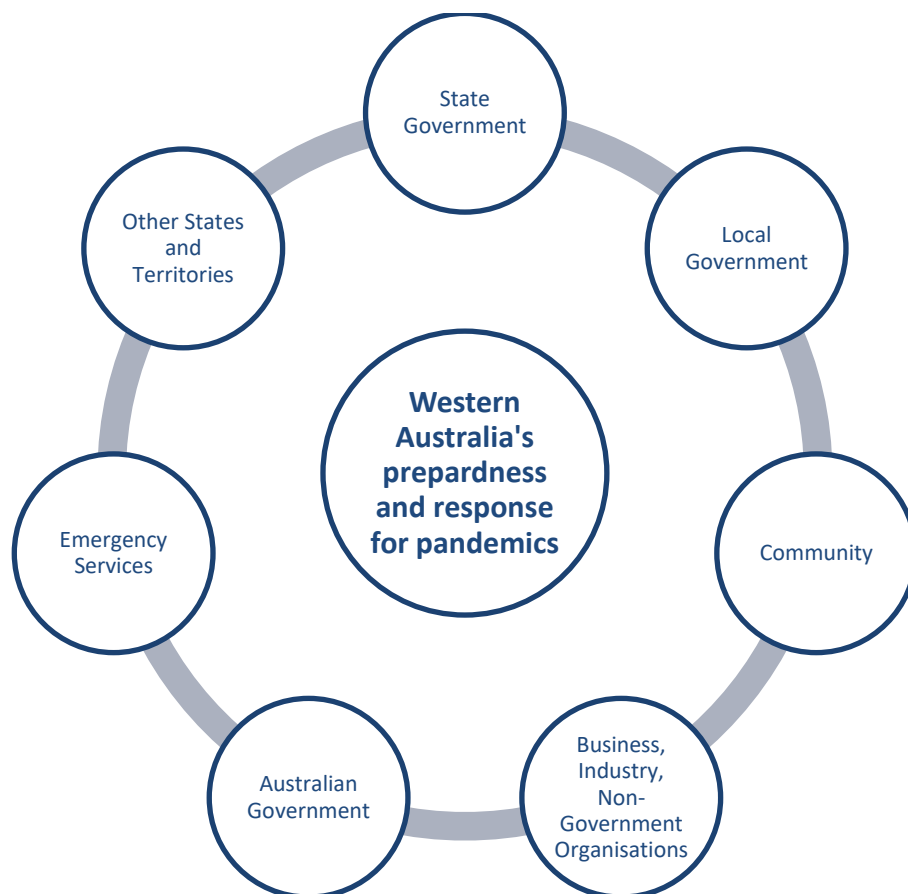 State
Government
Other States
and
Territories
Local
Government
Western
Australia's
prepardness
and response
for pandemics
Emergency
Services
Community
Australian
Government
Business,
Industry,
Non-
Government
Organisations